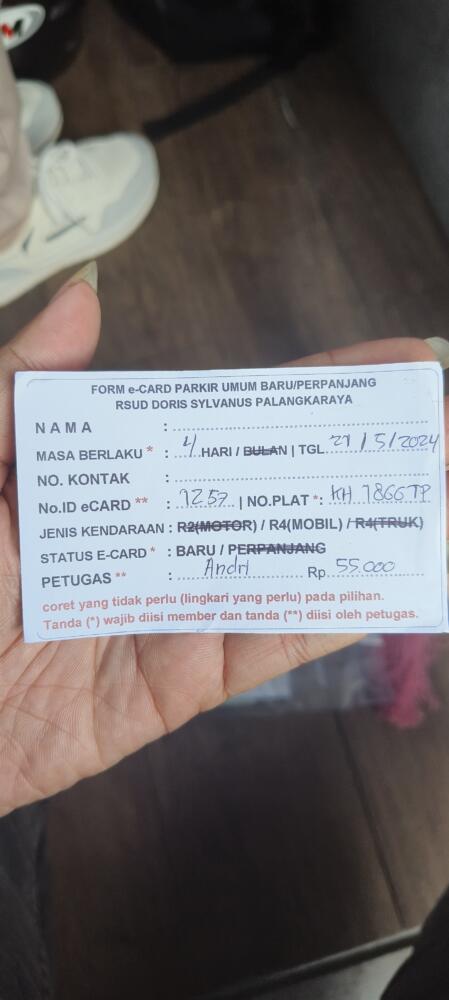 FORM e-CARD PARKIR UMUM BARU/PERPANJANG
RSUD DORIS SYLVANUS PALANGKARAYA
NAMA :
MASA BERLAKU * : 4 HARI / BULAN | TGL 27/5/2024
NO. KONTAK :
No.ID eCARD ** : 7257 | NO.PLAT *: KH 1866 TP
JENIS KENDARAAN : R2(MOTOR) / R4(MOBIL) / R4(TRUK)
STATUS E-CARD * : BARU / PERPANJANG
PETUGAS ** : Andri Rp. 55.000
coret yang tidak perlu (lingkari yang perlu) pada pilihan.
Tanda (*) wajib diisi member dan tanda (**) diisi oleh petugas.